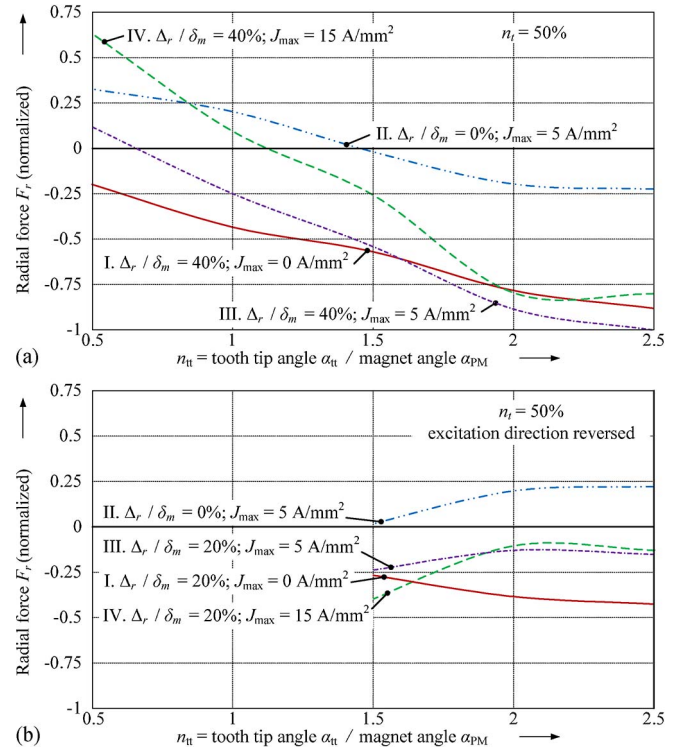 0.75
0.5
0.25
0
-0.25
-0.5
-0.75
-1
Radial force Fr (normalized)
IV. Δr / δm = 40%; Jmax = 15 A/mm²
nt = 50%
II. Δr / δm = 0%; Jmax = 5 A/mm²
I. Δr / δm = 40%; Jmax = 0 A/mm²
III. Δr / δm = 40%; Jmax = 5 A/mm²
0.5 1 1.5 2 2.5
(a)
ntt = tooth tip angle αtt / magnet angle αPM
0.75
0.5
0.25
0
-0.25
-0.5
-0.75
-1
Radial force Fr (normalized)
nt = 50%
excitation direction reversed
II. Δr / δm = 0%; Jmax = 5 A/mm²
III. Δr / δm = 20%; Jmax = 5 A/mm²
I. Δr / δm = 20%; Jmax = 0 A/mm²
IV. Δr / δm = 20%; Jmax = 15 A/mm²
0.5 1 1.5 2 2.5
(b)
ntt = tooth tip angle αtt / magnet angle αPM